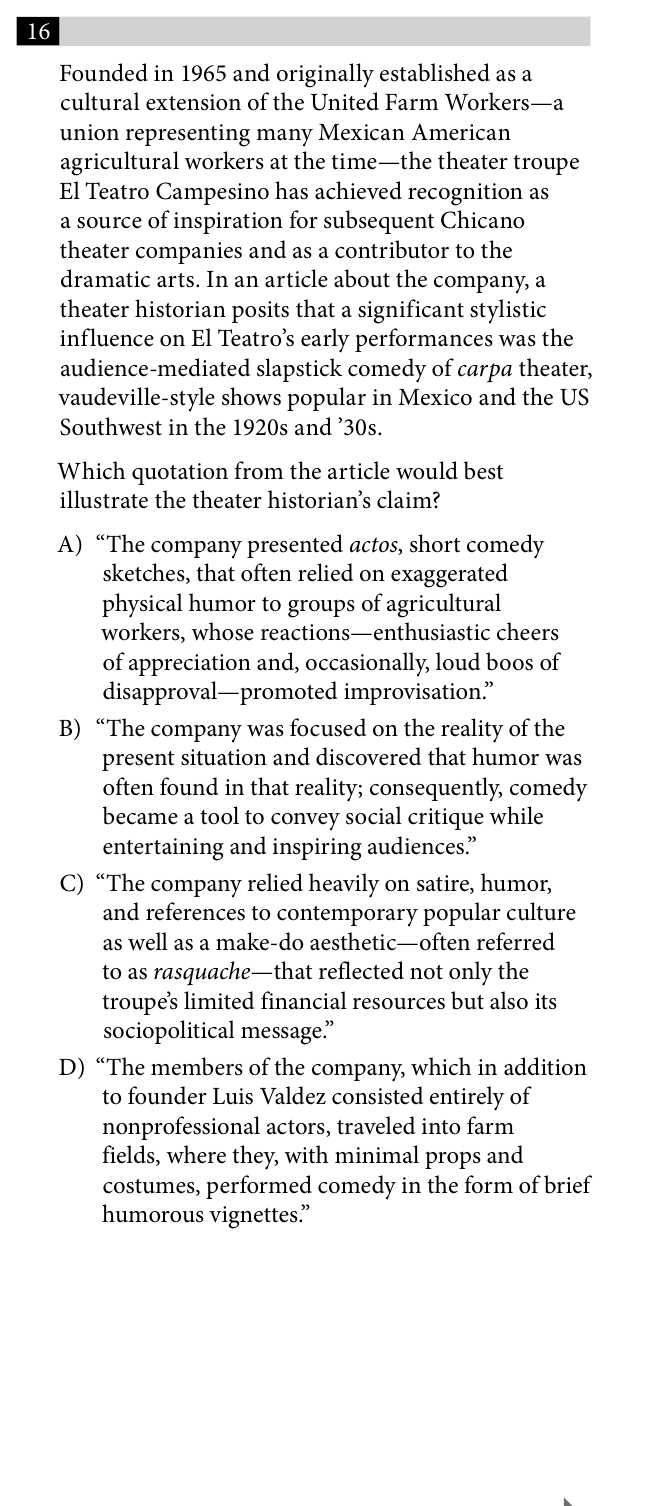 16
Founded in 1965 and originally established as a
cultural extension of the United Farm Workers—a
union representing many Mexican American
agricultural workers at the time—the theater troupe
El Teatro Campesino has achieved recognition as
a source of inspiration for subsequent Chicano
theater companies and as a contributor to the
dramatic arts. In an article about the company, a
theater historian posits that a significant stylistic
influence on El Teatro’s early performances was the
audience-mediated slapstick comedy of carpa theater,
vaudeville-style shows popular in Mexico and the US
Southwest in the 1920s and ’30s.
Which quotation from the article would best
illustrate the theater historian’s claim?
A) “The company presented actos, short comedy
sketches, that often relied on exaggerated
physical humor to groups of agricultural
workers, whose reactions—enthusiastic cheers
of appreciation and, occasionally, loud boos of
disapproval—promoted improvisation.”
B) “The company was focused on the reality of the
present situation and discovered that humor was
often found in that reality; consequently, comedy
became a tool to convey social critique while
entertaining and inspiring audiences.”
C) “The company relied heavily on satire, humor,
and references to contemporary popular culture
as well as a make-do aesthetic—often referred
to as rasquache—that reflected not only the
troupe’s limited financial resources but also its
sociopolitical message.”
D) “The members of the company, which in addition
to founder Luis Valdez consisted entirely of
nonprofessional actors, traveled into farm
fields, where they, with minimal props and
costumes, performed comedy in the form of brief
humorous vignettes.”